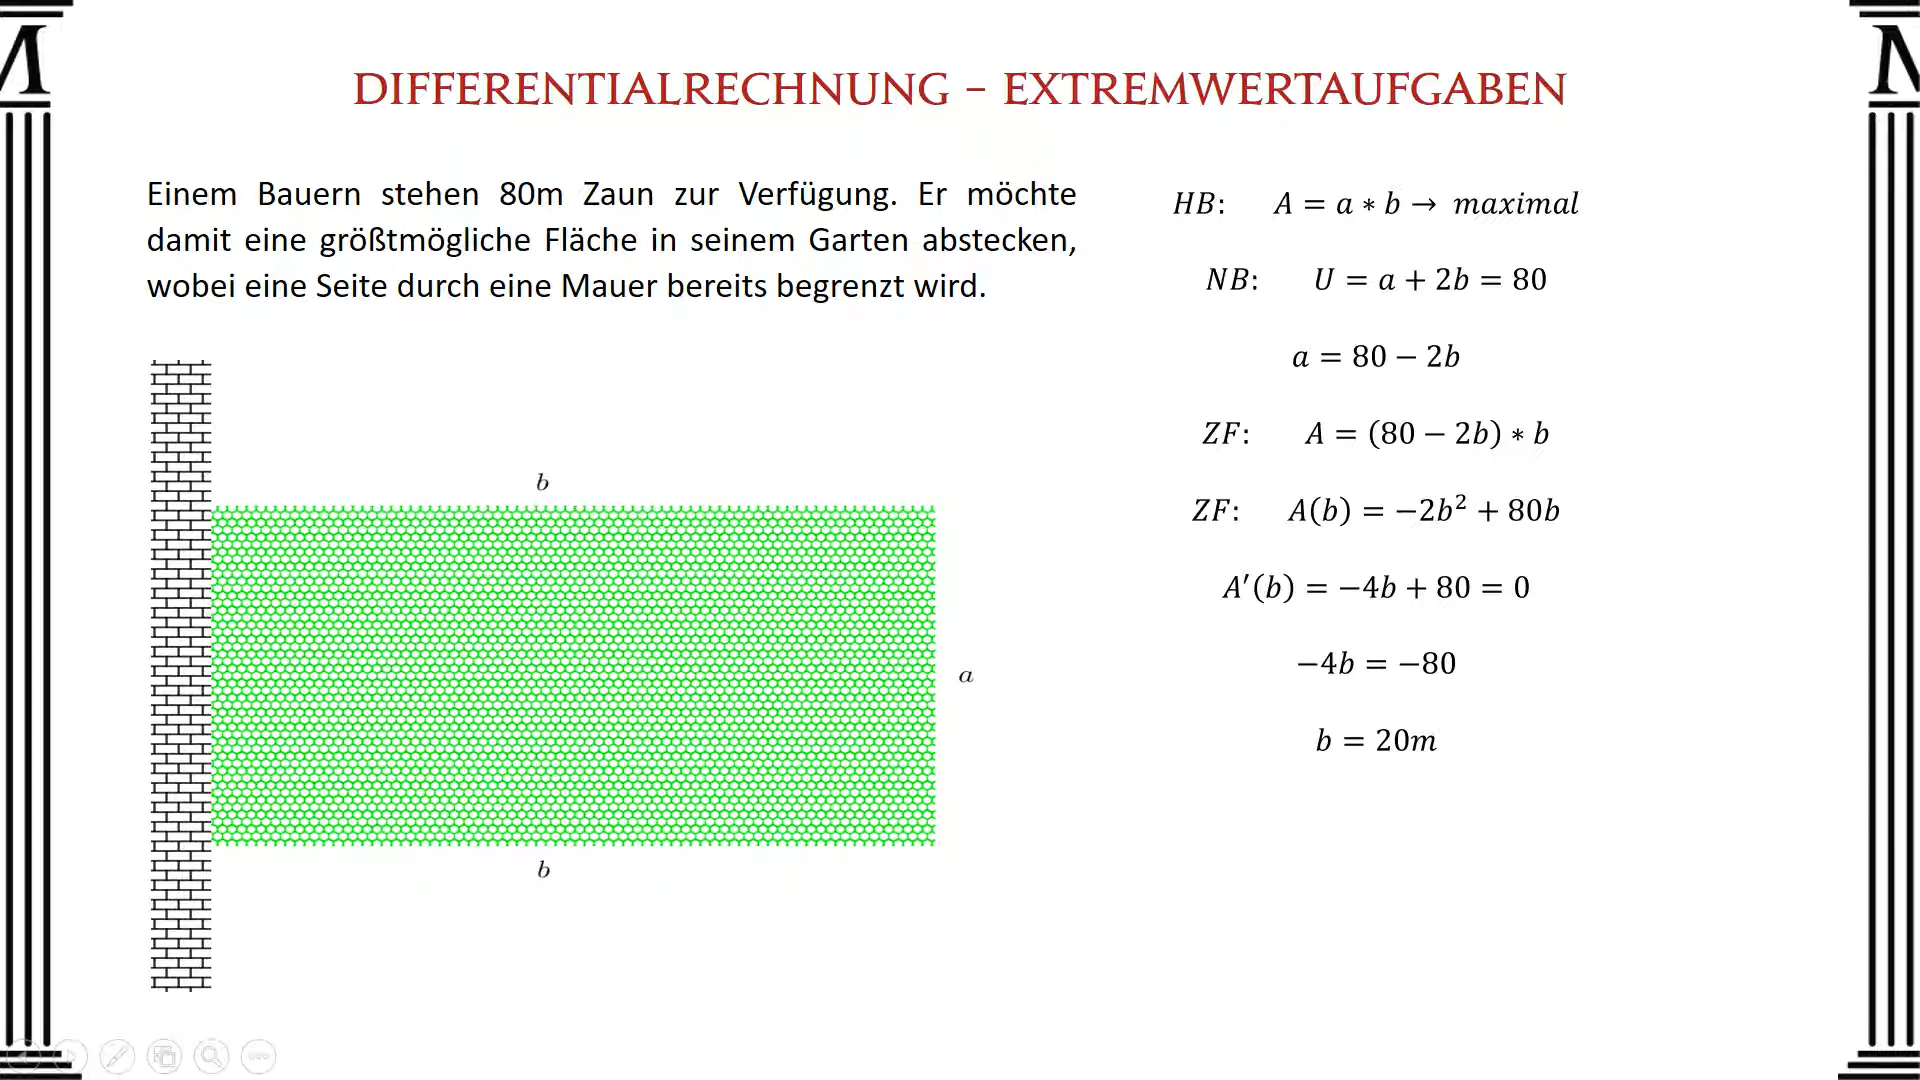 DIFFERENTIALRECHNUNG – EXTREMWERTAUFGABEN
Einem Bauern stehen 80m Zaun zur Verfügung. Er möchte
damit eine größtmögliche Fläche in seinem Garten abstecken,
wobei eine Seite durch eine Mauer bereits begrenzt wird.
b
a
b
HB: A = a ∗ b → maximal
NB: U = a + 2b = 80
a = 80 − 2b
ZF: A = (80 − 2b) ∗ b
ZF: A(b) = −2b² + 80b
A′(b) = −4b + 80 = 0
−4b = −80
b = 20m